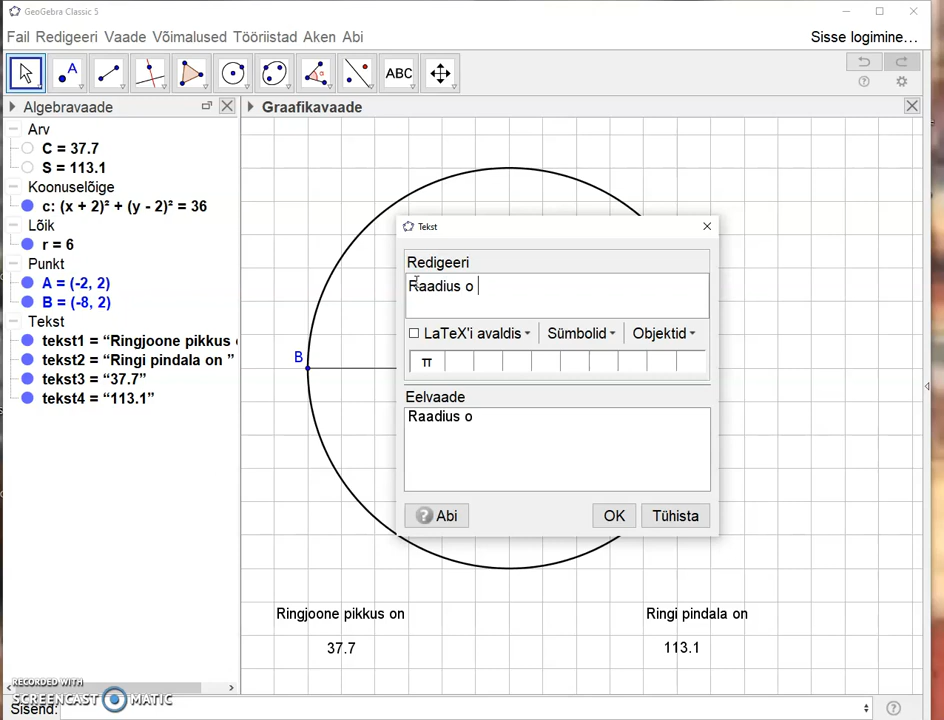 GeoGebra Classic 5
Fail Redigeeri Vaade Võimalused Tööriistad Aken Abi
Sisse logimine...
A
ABC
Algebravaade
Graafikavaade
Arv
C = 37.7
S = 113.1
Koonuselõige
c: (x + 2)² + (y - 2)² = 36
Lõik
r = 6
Punkt
A = (-2, 2)
B = (-8, 2)
Tekst
tekst1 = “Ringjoone pikkus o
tekst2 = “Ringi pindala on ”
tekst3 = “37.7”
tekst4 = “113.1”
B
Tekst
Redigeeri
Raadius o
LaTeX'i avaldis
Sümbolid
Objektid
π
Eelvaade
Raadius o
Abi
OK
Tühista
Ringjoone pikkus on
37.7
Ringi pindala on
113.1
RECORDED WITH
SCREENCAST MATIC
Sisend: